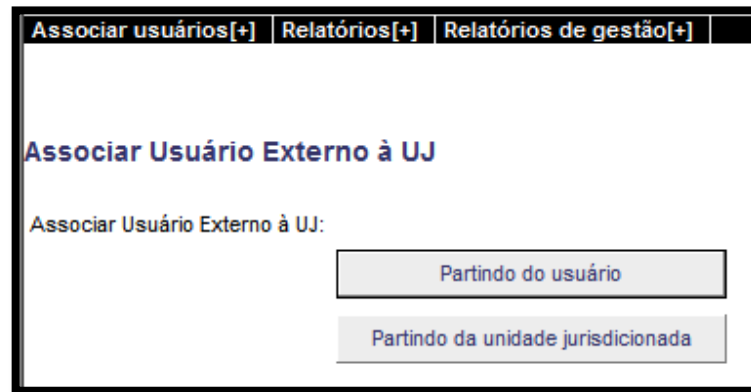 Associar usuários[+] Relatórios[+] Relatórios de gestão[+]
Associar Usuário Externo à UJ
Associar Usuário Externo à UJ:
Partindo do usuário
Partindo da unidade jurisdicionada